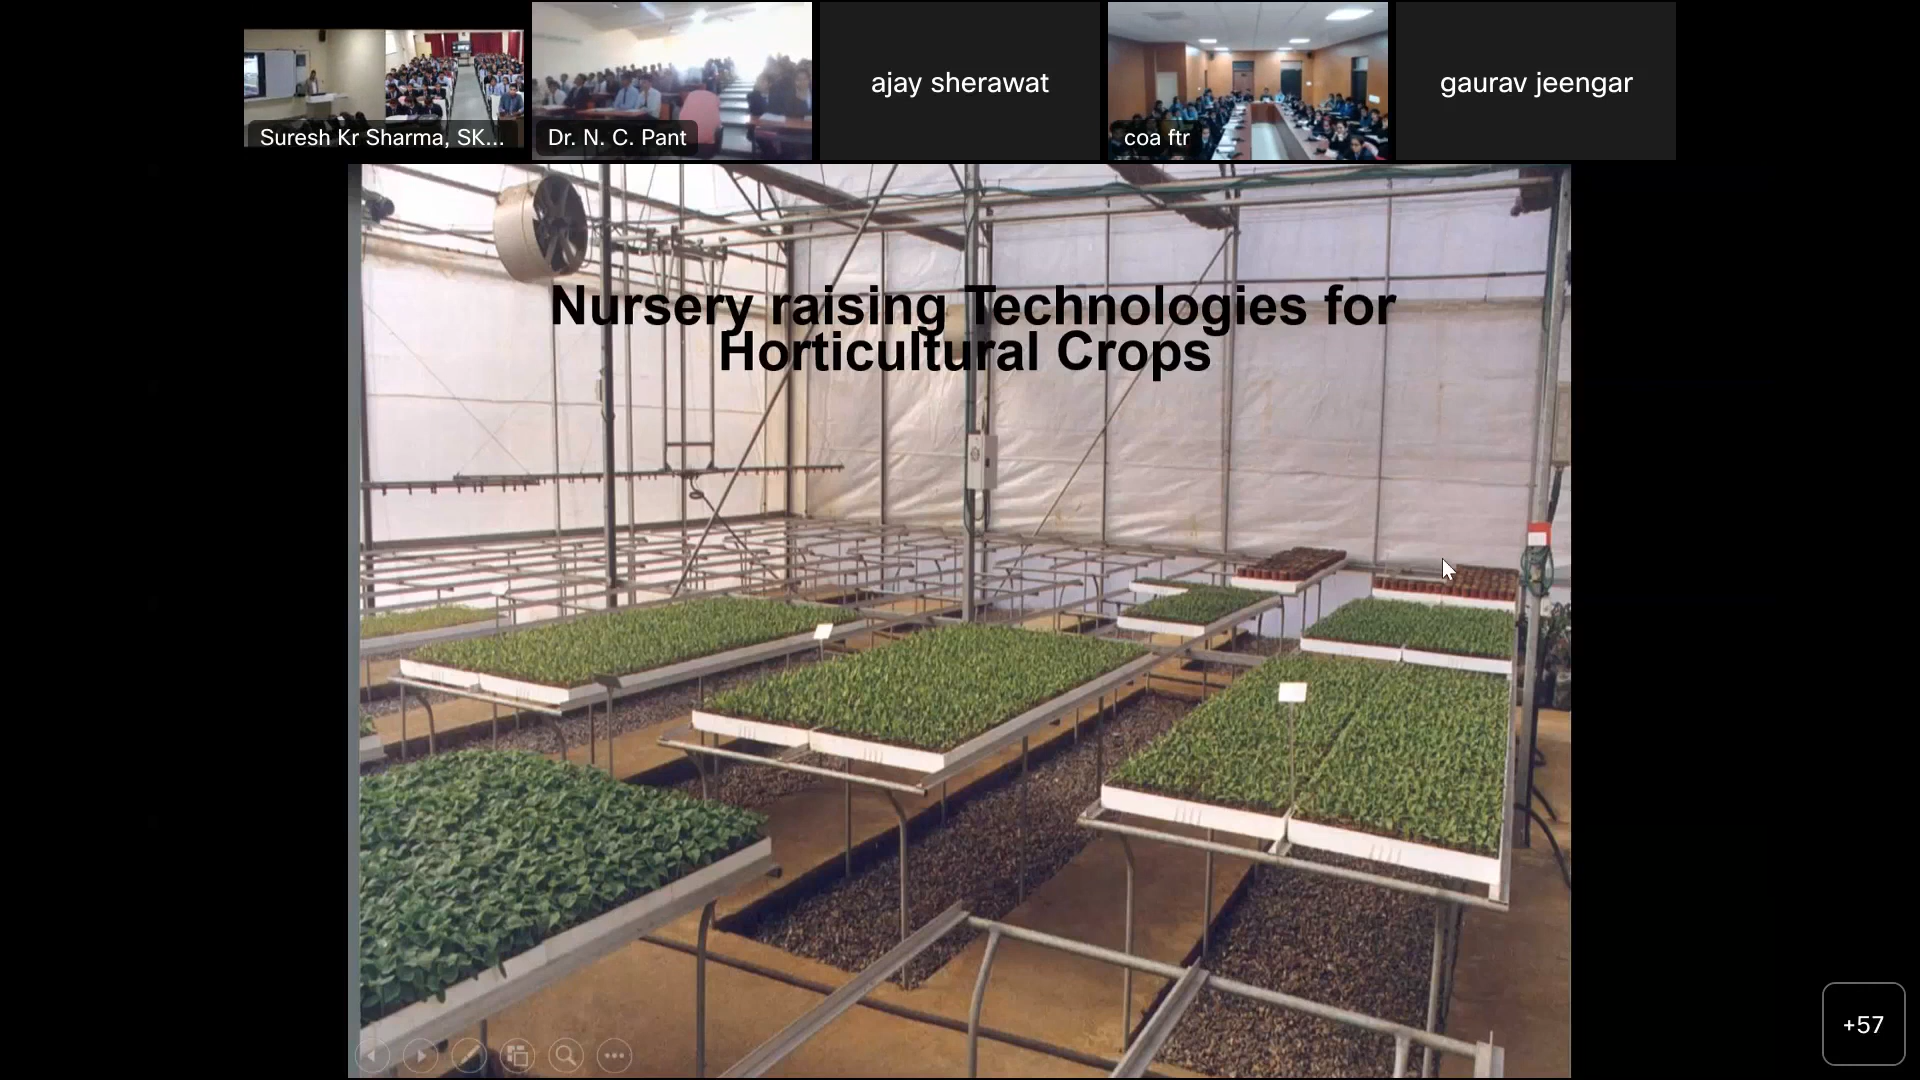 Suresh Kr Sharma, SK...
Dr. N. C. Pant
ajay sherawat
coa ftr
gaurav jeengar
Nursery raising Technologies for
Horticultural Crops
+57